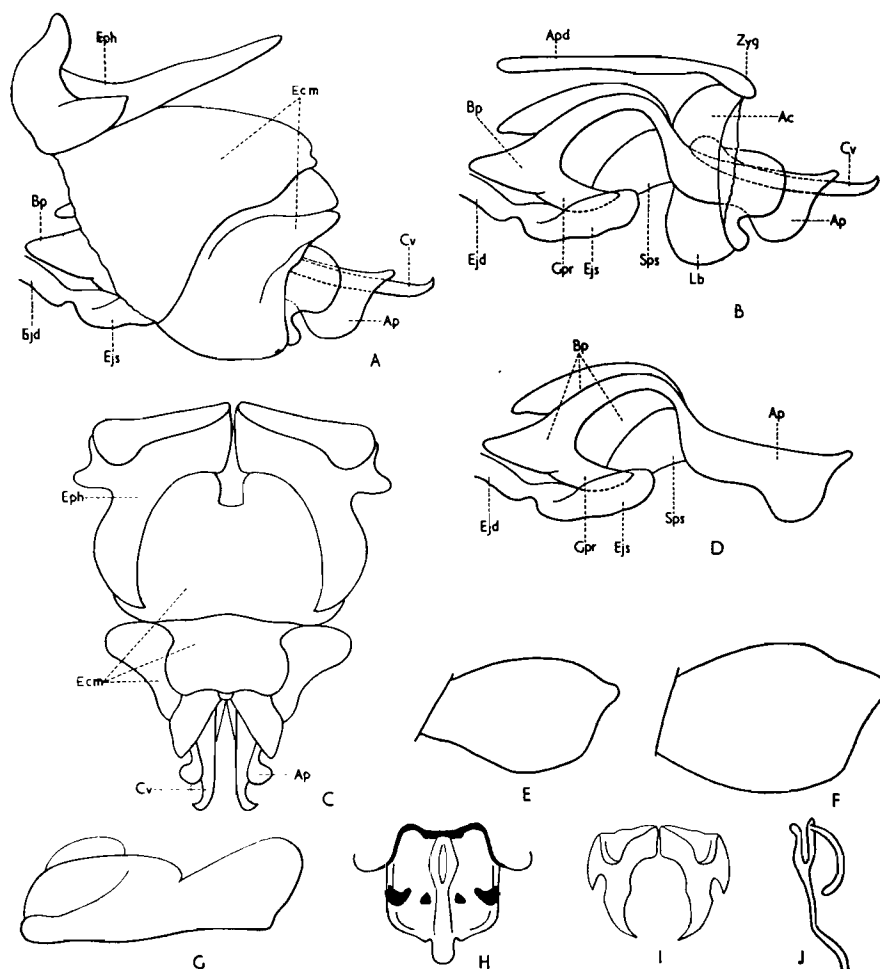 Eph
Ecm
Bp
Cv
Ejd
Ap
Ejs
A
Apd
Zyg
Bp
Ac
Cv
Ejd
Gpr
Ejs
Sps
Ap
Lb
B
Eph
Ecm
Cv
Ap
C
Bp
Ap
Ejd
Gpr
Ejs
Sps
D
E
F
G
H
I
J